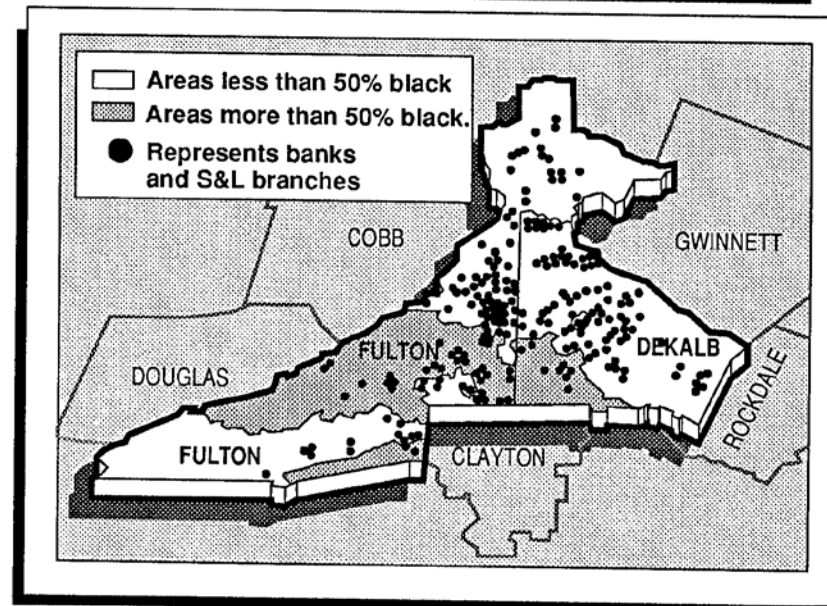 Areas less than 50% black
Areas more than 50% black.
Represents banks
and S&L branches
COBB
GWINNETT
FULTON
DEKALB
DOUGLAS
ROCKDALE
FULTON
CLAYTON